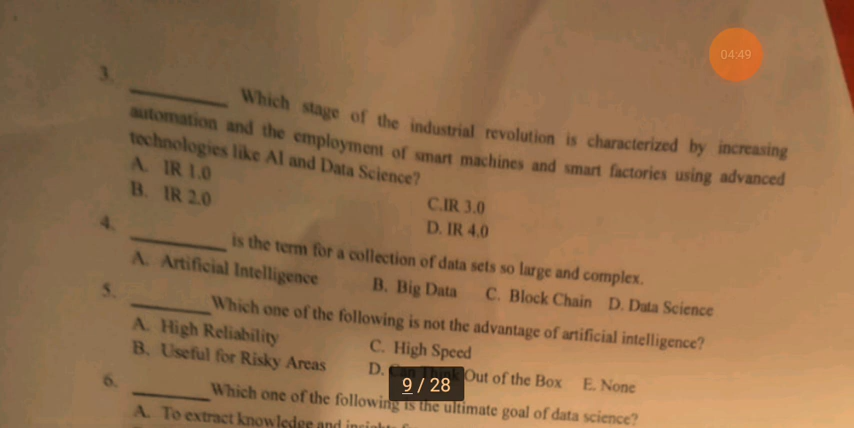 04:49
3. ________ Which stage of the industrial revolution is characterized by increasing
automation and the employment of smart machines and smart factories using advanced
technologies like AI and Data Science?
A. IR 1.0
B. IR 2.0
C.IR 3.0
D. IR 4.0
4. ________ is the term for a collection of data sets so large and complex.
A. Artificial Intelligence B. Big Data C. Block Chain D. Data Science
5. ________Which one of the following is not the advantage of artificial intelligence?
A. High Reliability C. High Speed
B. Useful for Risky Areas D. Can Think Out of the Box E. None
9 / 28
6. ________Which one of the following is the ultimate goal of data science?
A. To extract knowledge and